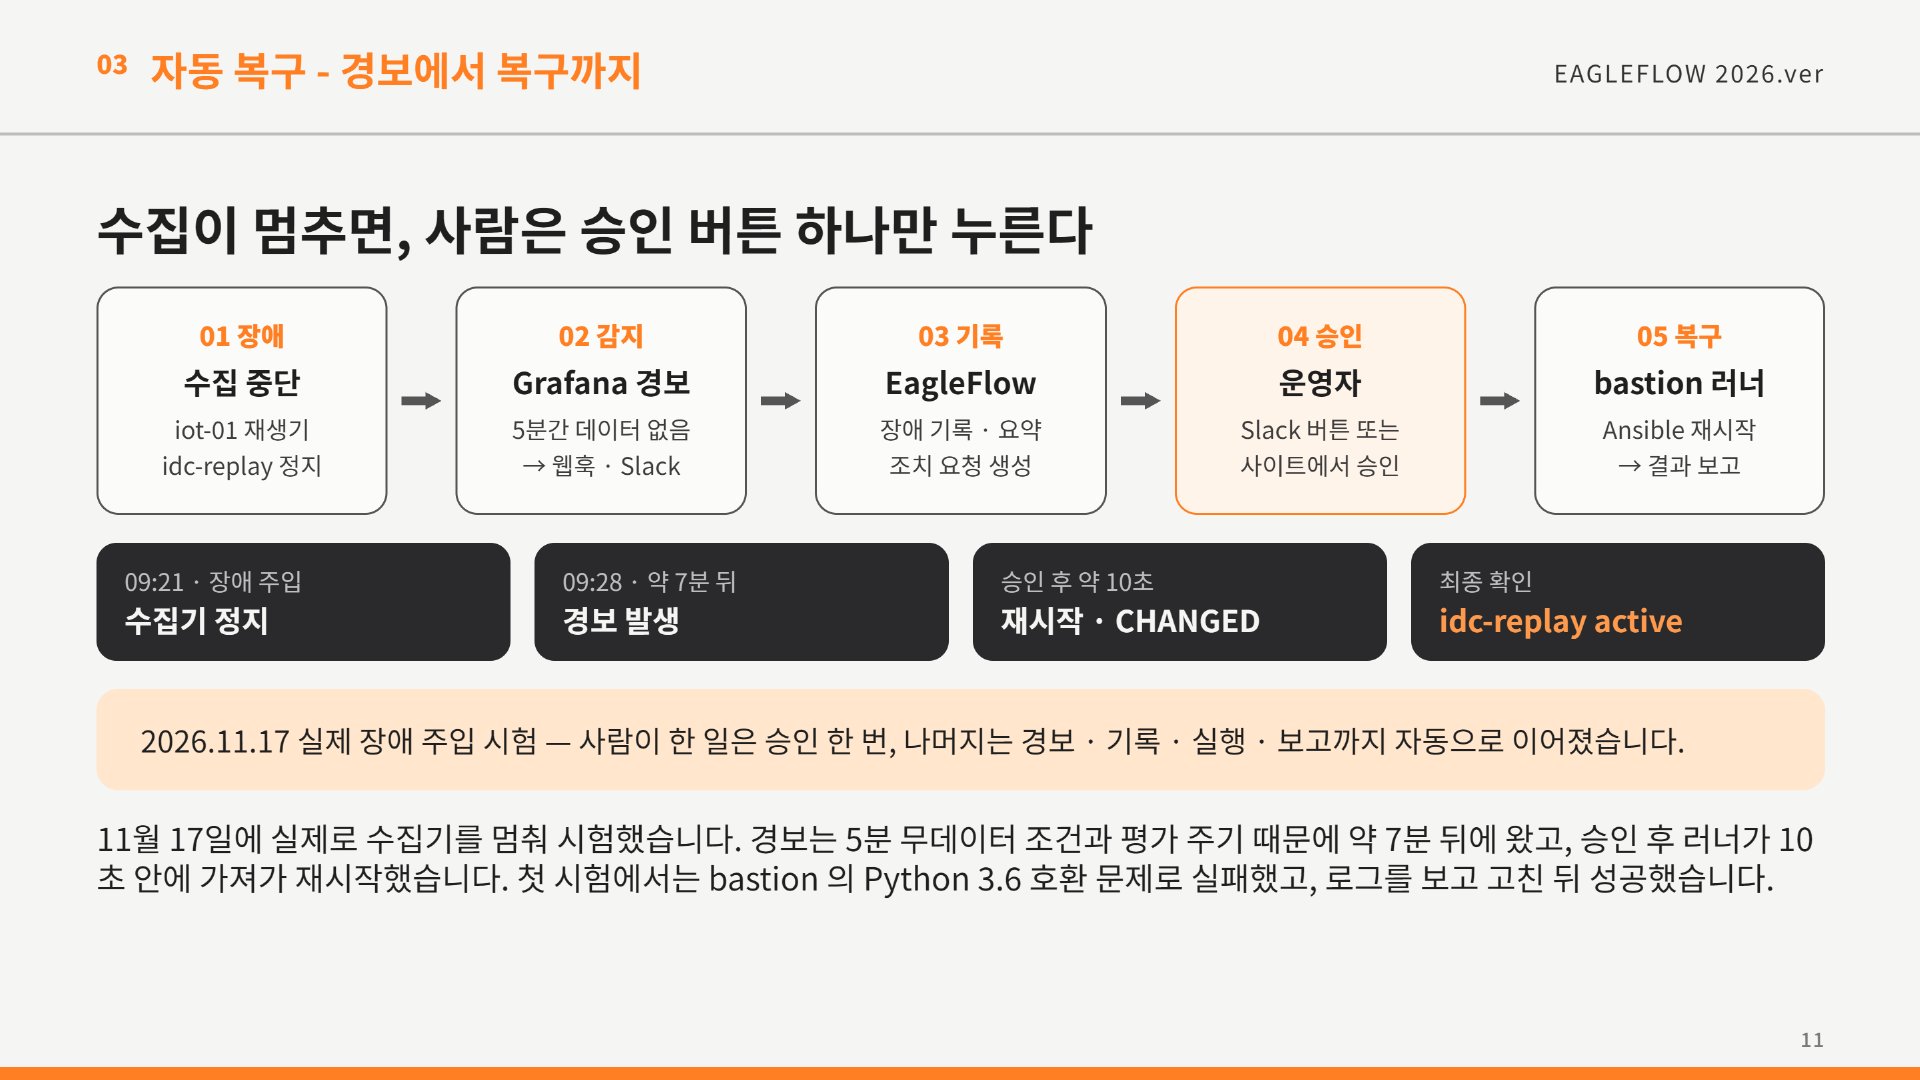 03 자동 복구 - 경보에서 복구까지
EAGLEFLOW 2026.ver
수집이 멈추면, 사람은 승인 버튼 하나만 누른다
01 장애
수집 중단
iot-01 재생기
idc-replay 정지
02 감지
Grafana 경보
5분간 데이터 없음
→ 웹훅 · Slack
03 기록
EagleFlow
장애 기록 · 요약
조치 요청 생성
04 승인
운영자
Slack 버튼 또는
사이트에서 승인
05 복구
bastion 러너
Ansible 재시작
→ 결과 보고
09:21 · 장애 주입
수집기 정지
09:28 · 약 7분 뒤
경보 발생
승인 후 약 10초
재시작 · CHANGED
최종 확인
idc-replay active
2026.11.17 실제 장애 주입 시험 — 사람이 한 일은 승인 한 번, 나머지는 경보 · 기록 · 실행 · 보고까지 자동으로 이어졌습니다.
11월 17일에 실제로 수집기를 멈춰 시험했습니다. 경보는 5분 무데이터 조건과 평가 주기 때문에 약 7분 뒤에 왔고, 승인 후 러너가 10
초 안에 가져가 재시작했습니다. 첫 시험에서는 bastion 의 Python 3.6 호환 문제로 실패했고, 로그를 보고 고친 뒤 성공했습니다.
11